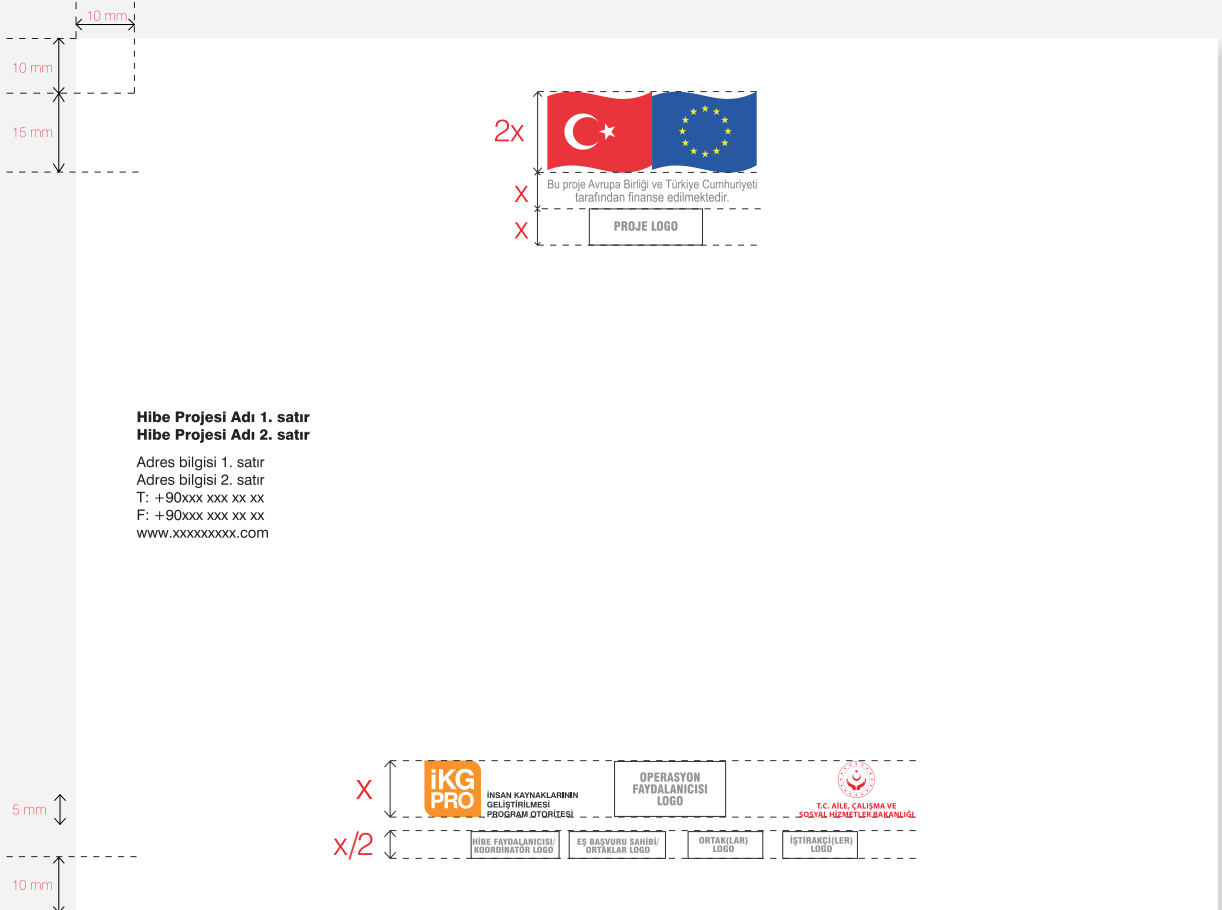 10 mm
10 mm
15 mm
2x
Bu proje Avrupa Birliği ve Türkiye Cumhuriyeti
tarafından finanse edilmektedir.
x
x
PROJE LOGO
Hibe Projesi Adı 1. satır
Hibe Projesi Adı 2. satır
Adres bilgisi 1. satır
Adres bilgisi 2. satır
T: +90xxx xxx xx xx
F: +90xxx xxx xx xx
www.xxxxxxxxx.com
x
iKG
PRO
İNSAN KAYNAKLARININ
GELİŞTİRİLMESİ
PROGRAM OTORİTESİ
OPERASYON
FAYDALANICISI
LOGO
T.C. AİLE, ÇALIŞMA VE
SOSYAL HİZMETLER BAKANLIĞI
5 mm
x/2
HİBE FAYDALANICISI/
KOORDİNATÖR LOGO
EŞ BAŞVURU SAHİBİ/
ORTAKLAR LOGO
ORTAK(LAR)
LOGO
İŞTİRAKÇİ(LER)
LOGO
10 mm